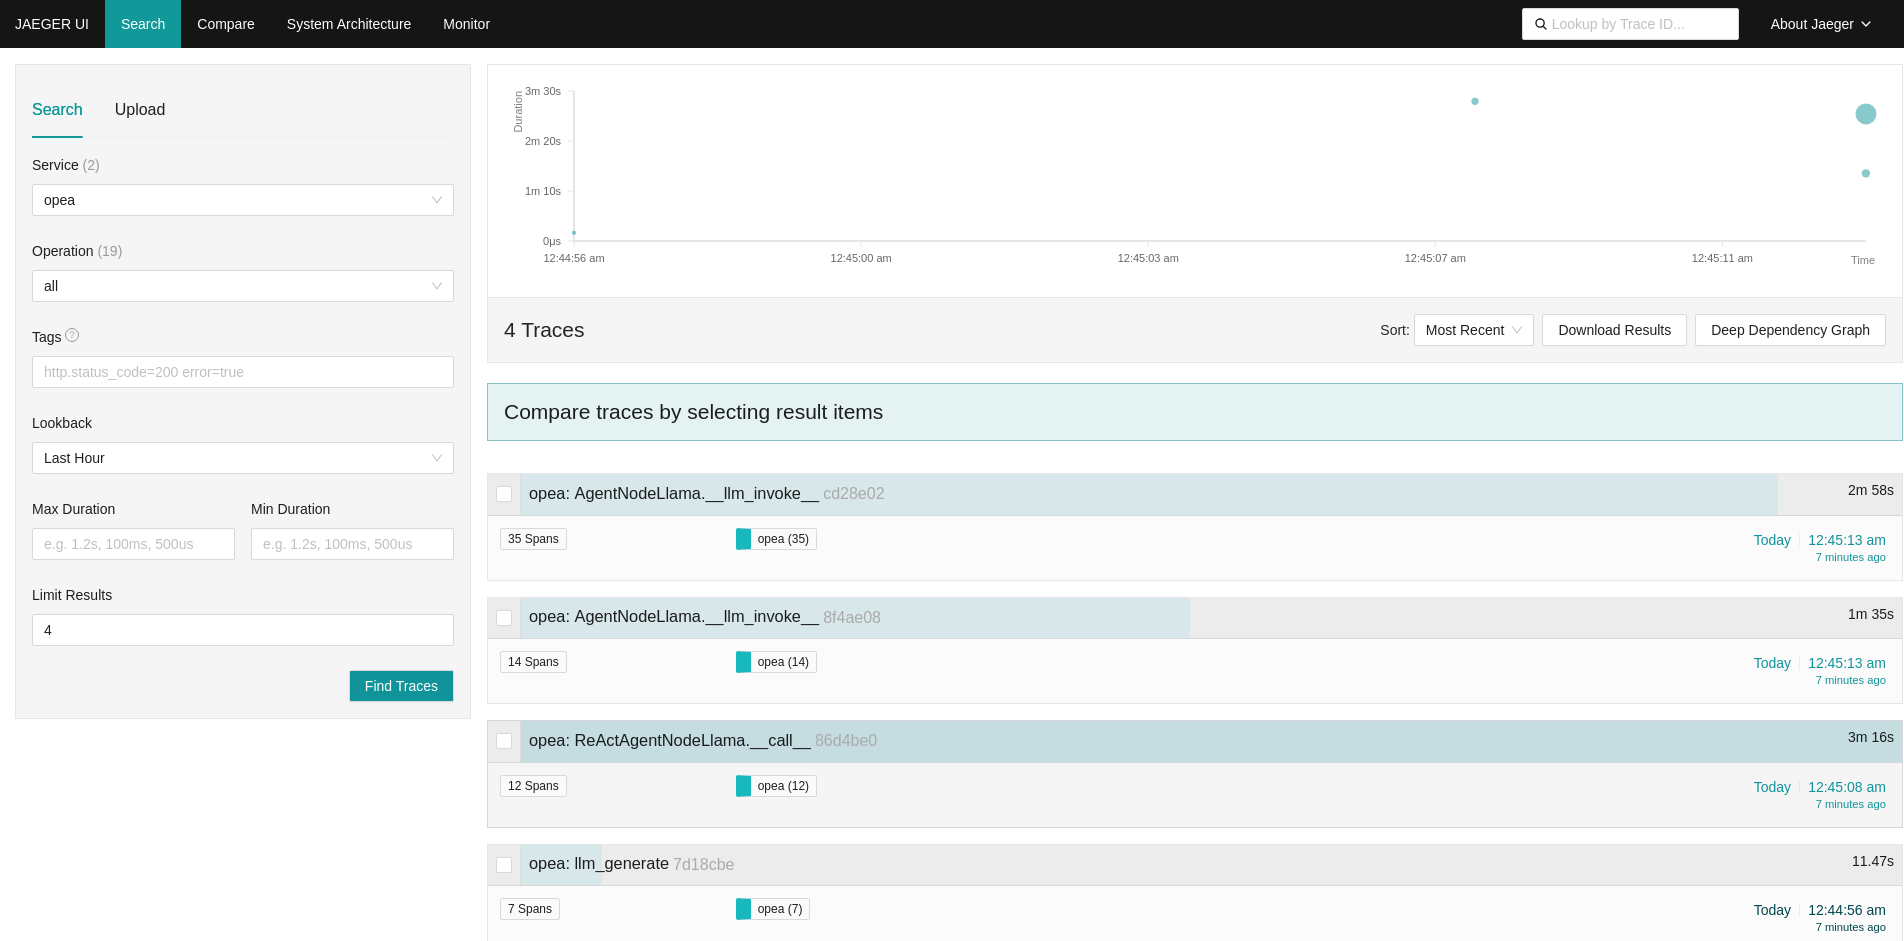 JAEGER UI Search Compare System Architecture Monitor Lookup by Trace ID... About Jaeger
Search Upload
Service (2)
opea
Operation (19)
all
Tags ?
http.status_code=200 error=true
Lookback
Last Hour
Max Duration Min Duration
e.g. 1.2s, 100ms, 500us e.g. 1.2s, 100ms, 500us
Limit Results
4
Find Traces
Duration
3m 30s
2m 20s
1m 10s
0μs
12:44:56 am 12:45:00 am 12:45:03 am 12:45:07 am 12:45:11 am Time
4 Traces Sort: Most Recent Download Results Deep Dependency Graph
Compare traces by selecting result items
opea: AgentNodeLlama.__llm_invoke__ cd28e02 2m 58s
35 Spans opea (35) Today 12:45:13 am
7 minutes ago
opea: AgentNodeLlama.__llm_invoke__ 8f4ae08 1m 35s
14 Spans opea (14) Today 12:45:13 am
7 minutes ago
opea: ReActAgentNodeLlama.__call__ 86d4be0 3m 16s
12 Spans opea (12) Today 12:45:08 am
7 minutes ago
opea: llm_generate 7d18cbe 11.47s
7 Spans opea (7) Today 12:44:56 am
7 minutes ago